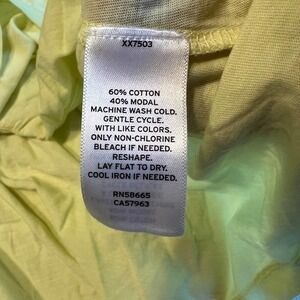 XX7503
60% COTTON
40% MODAL
MACHINE WASH COLD.
GENTLE CYCLE.
WITH LIKE COLORS.
ONLY NON-CHLORINE
BLEACH IF NEEDED.
RESHAPE.
LAY FLAT TO DRY.
COOL IRON IF NEEDED.
RN58665
CA57963